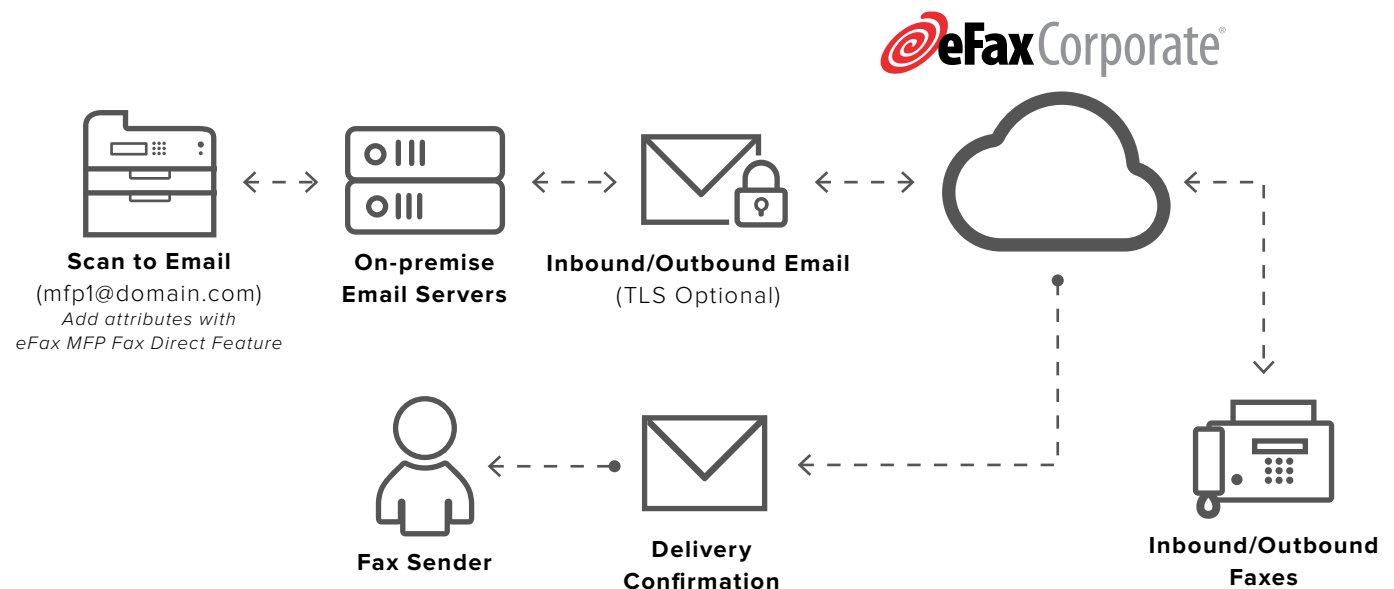 eFax Corporate®
Scan to Email
(mfp1@domain.com)
Add attributes with
eFax MFP Fax Direct Feature
On-premise
Email Servers
Inbound/Outbound Email
(TLS Optional)
Fax Sender
Delivery
Confirmation
Inbound/Outbound
Faxes